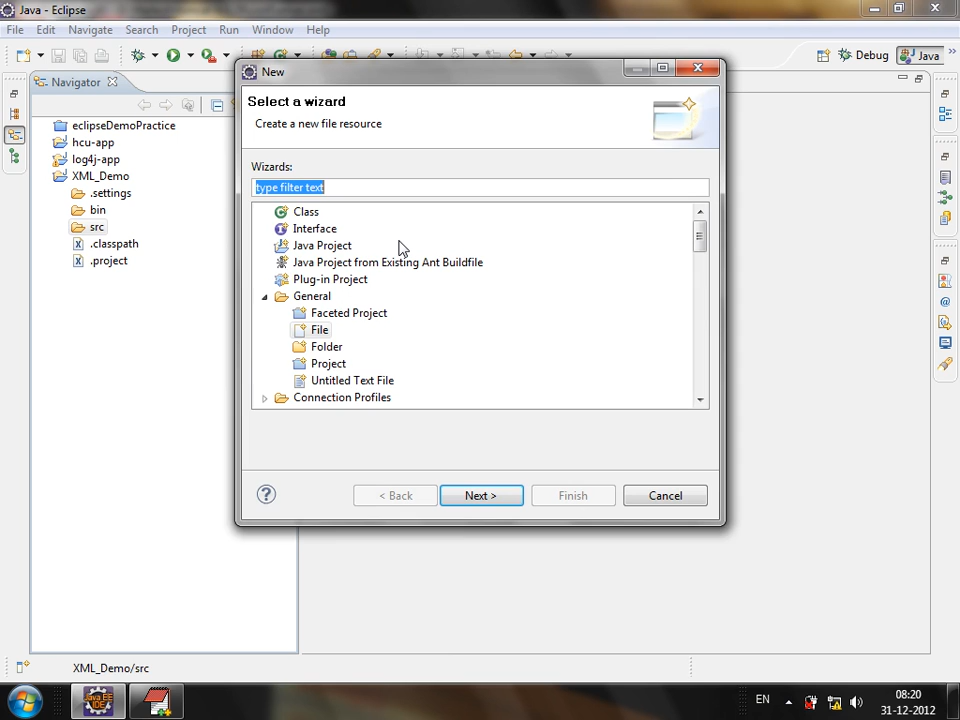 Java - Eclipse
File Edit Navigate Search Project Run Window Help
Debug
Java
Navigator
eclipseDemoPractice
hcu-app
log4j-app
XML_Demo
.settings
bin
src
.classpath
.project
New
Select a wizard
Create a new file resource
Wizards:
type filter text
Class
Interface
Java Project
Java Project from Existing Ant Buildfile
Plug-in Project
General
Faceted Project
File
Folder
Project
Untitled Text File
Connection Profiles
< Back Next > Finish Cancel
XML_Demo/src
Java EE
IDE
EN
08:20
31-12-2012